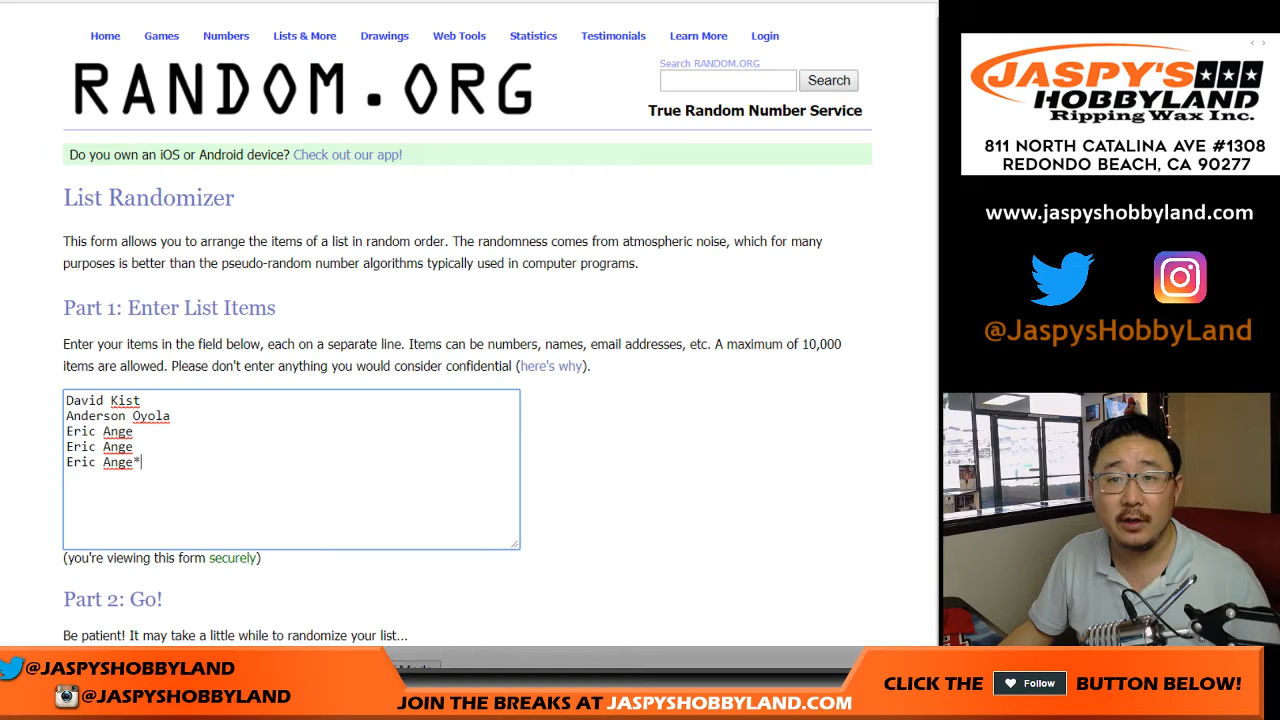 Home Games Numbers Lists & More Drawings Web Tools Statistics Testimonials Learn More Login
RANDOM.ORG
Search RANDOM.ORG
Search
True Random Number Service
Do you own an iOS or Android device? Check out our app!
List Randomizer
This form allows you to arrange the items of a list in random order. The randomness comes from atmospheric noise, which for many
purposes is better than the pseudo-random number algorithms typically used in computer programs.
Part 1: Enter List Items
Enter your items in the field below, each on a separate line. Items can be numbers, names, email addresses, etc. A maximum of 10,000
items are allowed. Please don't enter anything you would consider confidential (here's why).
David Kist
Anderson Oyola
Eric Ange
Eric Ange
Eric Ange*
(you're viewing this form securely)
Part 2: Go!
Be patient! It may take a little while to randomize your list...
JASPY'S
HOBBYLAND
Ripping Wax Inc.
811 NORTH CATALINA AVE #1308
REDONDO BEACH, CA 90277
www.jaspyshobbyland.com
@JaspysHobbyLand
@JASPYSHOBBYLAND
@JASPYSHOBBYLAND
JOIN THE BREAKS AT JASPYSHOBBYLAND.COM
CLICK THE Follow BUTTON BELOW!